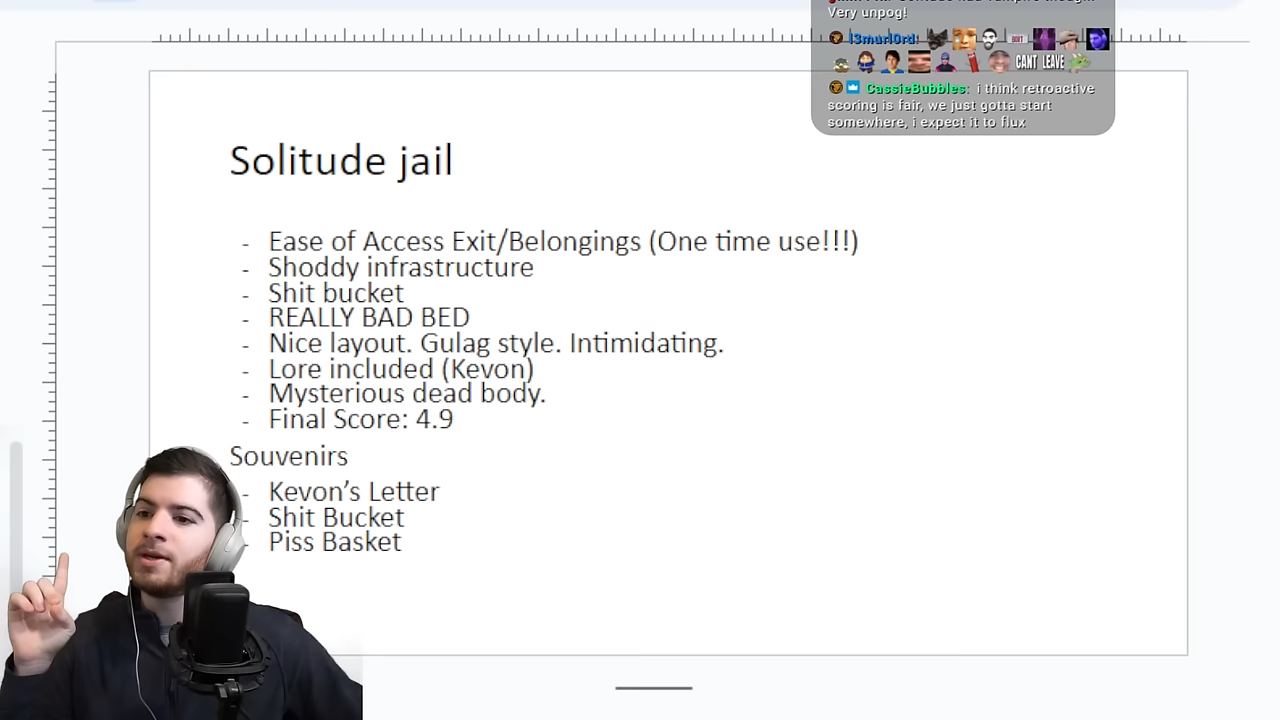 Very unpog!
l3murl0rd:
CANT LEAVE
CassieBubbles: i think retroactive
scoring is fair, we just gotta start
somewhere, i expect it to flux
Solitude jail
- Ease of Access Exit/Belongings (One time use!!!)
- Shoddy infrastructure
- Shit bucket
- REALLY BAD BED
- Nice layout. Gulag style. Intimidating.
- Lore included (Kevon)
- Mysterious dead body.
- Final Score: 4.9
Souvenirs
- Kevon's Letter
- Shit Bucket
- Piss Basket